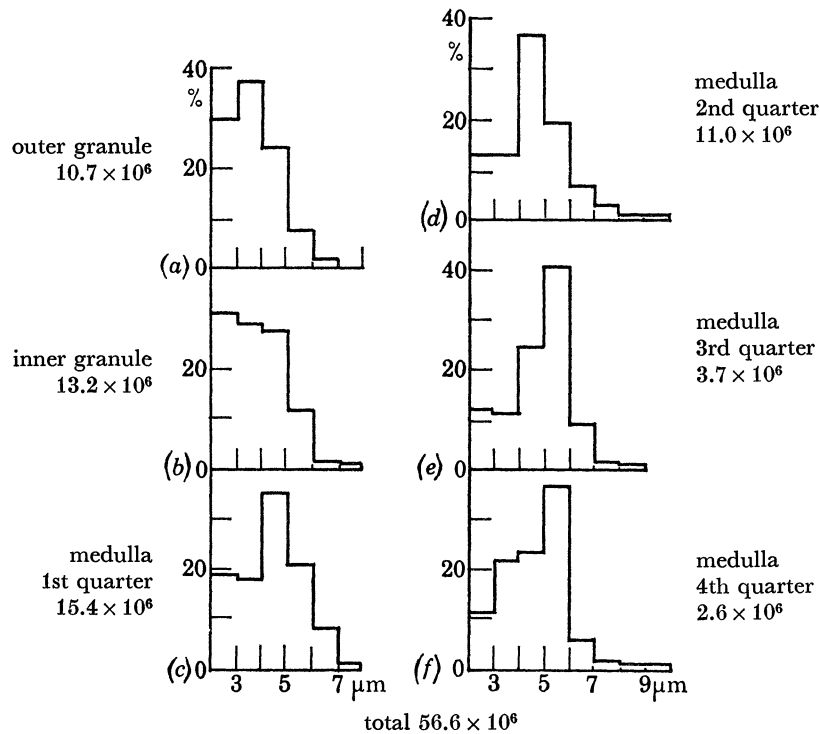 40
%
20
(a) 0
outer granule
10.7 × 10⁶
20
(b) 0
inner granule
13.2 × 10⁶
20
(c) 0
3 5 7 μm
medulla
1st quarter
15.4 × 10⁶
40
%
20
(d) 0
medulla
2nd quarter
11.0 × 10⁶
40
20
(e) 0
medulla
3rd quarter
3.7 × 10⁶
20
(f) 0
3 5 7 9μm
medulla
4th quarter
2.6 × 10⁶
total 56.6 × 10⁶